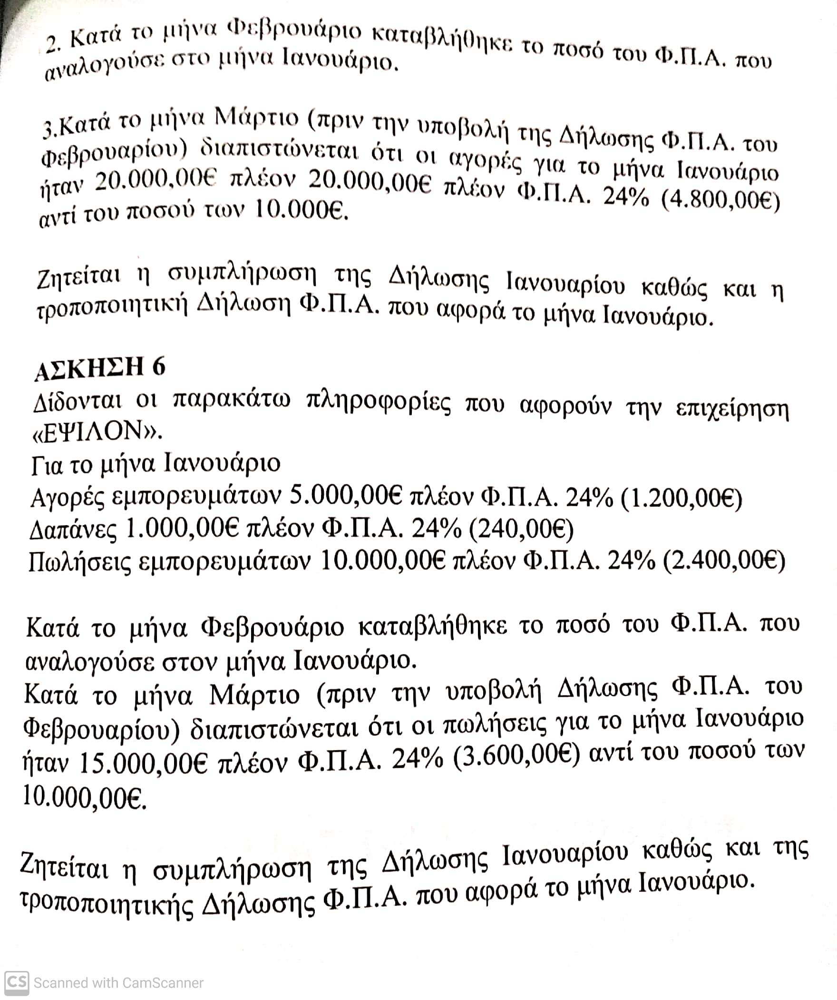 2. Κατά το μήνα Φεβρουάριο καταβλήθηκε το ποσό του Φ.Π.Α. που
αναλογούσε στο μήνα Ιανουάριο.
3.Κατά το μήνα Μάρτιο (πριν την υποβολή της Δήλωσης Φ.Π.Α. του
Φεβρουαρίου) διαπιστώνεται ότι οι αγορές για το μήνα Ιανουάριο
ήταν 20.000,00€ πλέον 20.000,00€ πλέον Φ.Π.Α. 24% (4.800,00€)
αντί του ποσού των 10.000€.
Ζητείται η συμπλήρωση της Δήλωσης Ιανουαρίου καθώς και η
τροποποιητική Δήλωση Φ.Π.Α. που αφορά το μήνα Ιανουάριο.
ΑΣΚΗΣΗ 6
Δίδονται οι παρακάτω πληροφορίες που αφορούν την επιχείρηση
«ΕΨΙΛΟΝ».
Για το μήνα Ιανουάριο
Αγορές εμπορευμάτων 5.000,00€ πλέον Φ.Π.Α. 24% (1.200,00€)
Δαπάνες 1.000,00€ πλέον Φ.Π.Α. 24% (240,00€)
Πωλήσεις εμπορευμάτων 10.000,00€ πλέον Φ.Π.Α. 24% (2.400,00€)
Κατά το μήνα Φεβρουάριο καταβλήθηκε το ποσό του Φ.Π.Α. που
αναλογούσε στον μήνα Ιανουάριο.
Κατά το μήνα Μάρτιο (πριν την υποβολή Δήλωσης Φ.Π.Α. του
Φεβρουαρίου) διαπιστώνεται ότι οι πωλήσεις για το μήνα Ιανουάριο
ήταν 15.000,00€ πλέον Φ.Π.Α. 24% (3.600,00€) αντί του ποσού των
10.000,00€.
Ζητείται η συμπλήρωση της Δήλωσης Ιανουαρίου καθώς και της
τροποποιητικής Δήλωσης Φ.Π.Α. που αφορά το μήνα Ιανουάριο.
CS Scanned with CamScanner